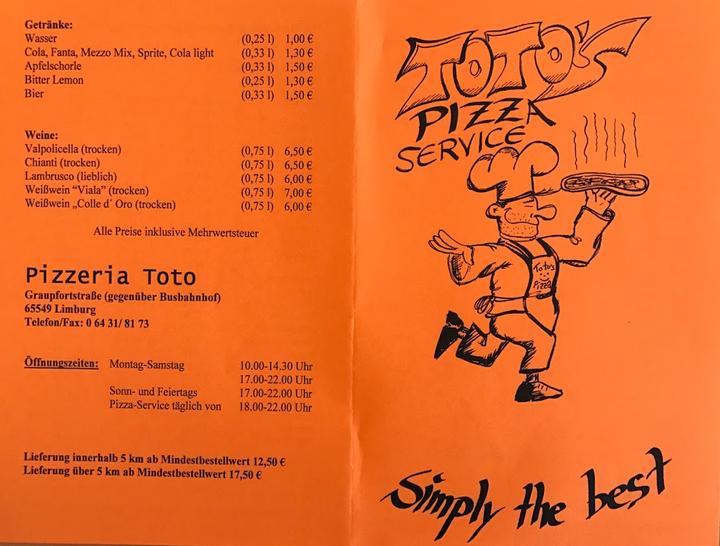 Getränke:
Wasser (0,25 l) 1,00 €
Cola, Fanta, Mezzo Mix, Sprite, Cola light (0,33 l) 1,30 €
Apfelschorle (0,33 l) 1,50 €
Bitter Lemon (0,25 l) 1,30 €
Bier (0,33 l) 1,50 €
Weine:
Valpolicella (trocken) (0,75 l) 6,50 €
Chianti (trocken) (0,75 l) 6,50 €
Lambrusco (lieblich) (0,75 l) 6,00 €
Weißwein “Viala” (trocken) (0,75 l) 7,00 €
Weißwein „Colle d´ Oro (trocken) (0,75 l) 6,00 €
Alle Preise inklusive Mehrwertsteuer
Pizzeria Toto
Graupfortstraße (gegenüber Busbahnhof)
65549 Limburg
Telefon/Fax: 0 64 31/ 81 73
Öffnungszeiten: Montag-Samstag 10.00-14.30 Uhr
17.00-22.00 Uhr
Sonn- und Feiertags 17.00-22.00 Uhr
Pizza-Service täglich von 18.00-22.00 Uhr
Lieferung innerhalb 5 km ab Mindestbestellwert 12,50 €
Lieferung über 5 km ab Mindestbestellwert 17,50 €
TOTO'S
PIZZA
SERVICE
Toto's
Pizza
Simply the best